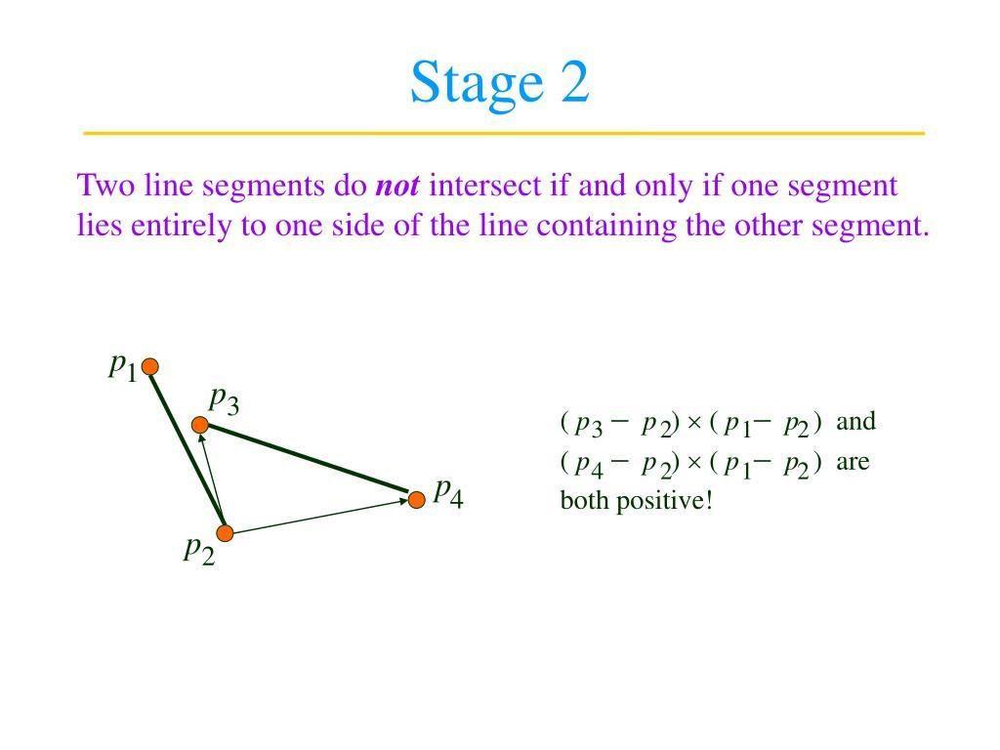 Stage 2
Two line segments do not intersect if and only if one segment
lies entirely to one side of the line containing the other segment.
p1
p3
p4
p2
( p3 − p2) × ( p1− p2 ) and
( p4 − p2) × ( p1− p2 ) are
both positive!